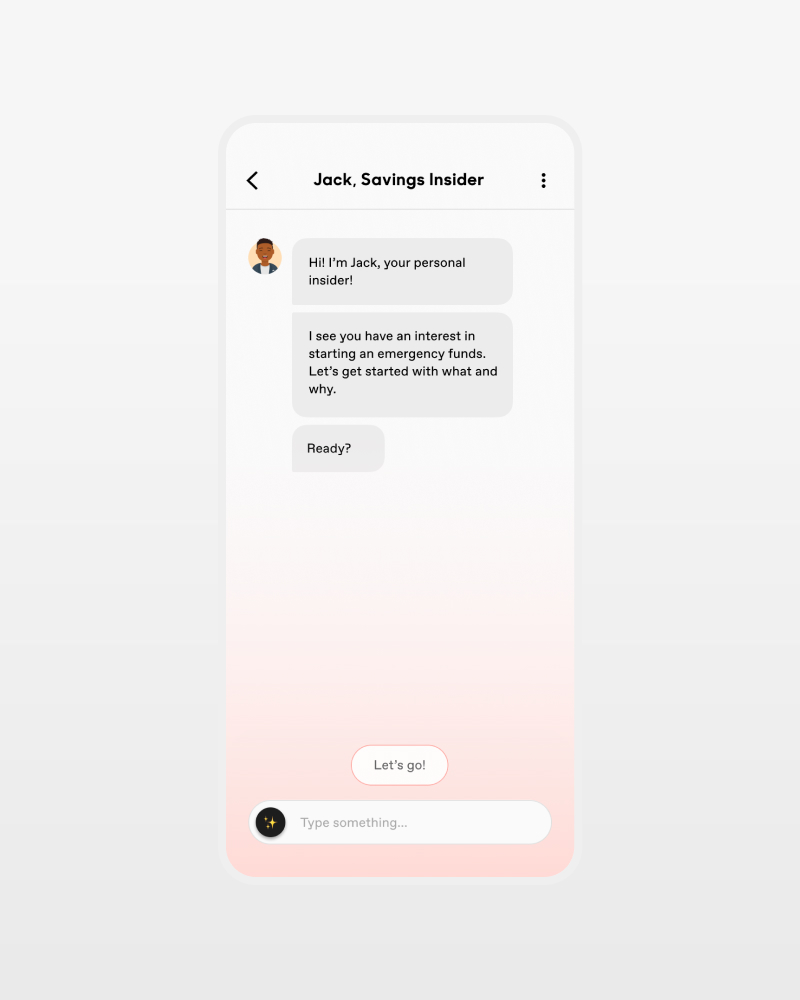 Jack, Savings Insider
Hi! I’m Jack, your personal
insider!
I see you have an interest in
starting an emergency funds.
Let’s get started with what and
why.
Ready?
Let’s go!
Type something...